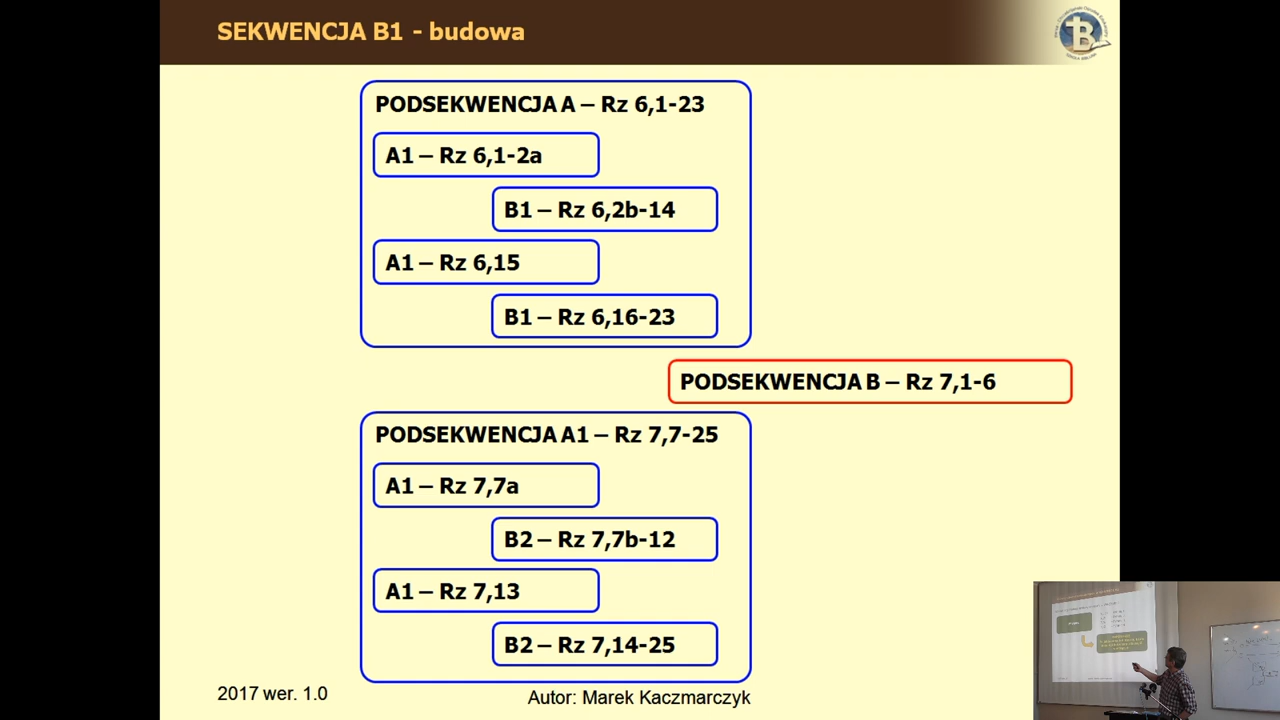 SEKWENCJA B1 - budowa
PODSEKWENCJA A – Rz 6,1-23
A1 – Rz 6,1-2a
B1 – Rz 6,2b-14
A1 – Rz 6,15
B1 – Rz 6,16-23
PODSEKWENCJA B – Rz 7,1-6
PODSEKWENCJA A1 – Rz 7,7-25
A1 – Rz 7,7a
B2 – Rz 7,7b-12
A1 – Rz 7,13
B2 – Rz 7,14-25
2017 wer. 1.0
Autor: Marek Kaczmarczyk